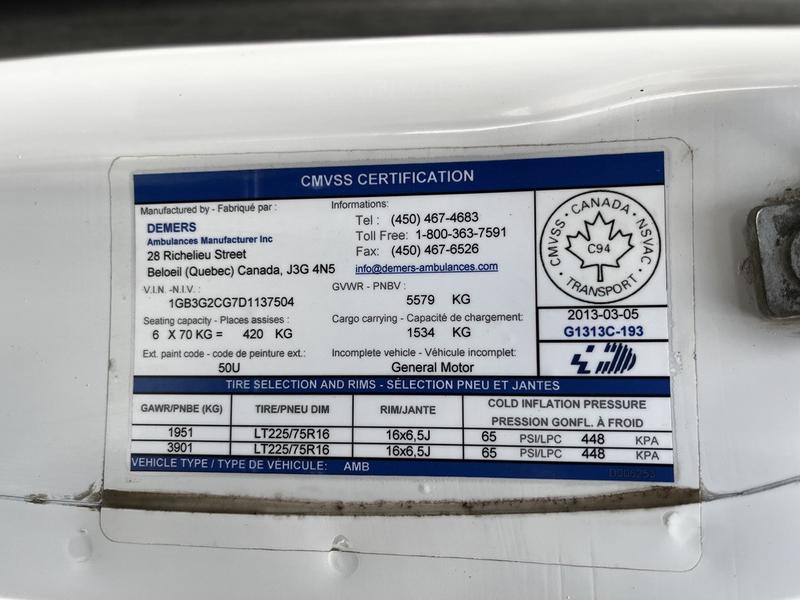 CMVSS CERTIFICATION
Manufactured by - Fabriqué par :
DEMERS
Ambulances Manufacturer Inc
28 Richelieu Street
Beloeil (Quebec) Canada, J3G 4N5
Informations:
Tel : (450) 467-4683
Toll Free: 1-800-363-7591
Fax: (450) 467-6526
info@demers-ambulances.com
V.I.N. -N.I.V. :
1GB3G2CG7D1137504
GVWR - PNBV :
5579 KG
Seating capacity - Places assises :
6 X 70 KG = 420 KG
Cargo carrying - Capacité de chargement:
1534 KG
Ext. paint code - code de peinture ext.:
50U
Incomplete vehicle - Véhicule incomplet:
General Motor
CMVSS · CANADA · NSVAC · TRANSPORT ·
C94
2013-03-05
G1313C-193
TIRE SELECTION AND RIMS - SÉLECTION PNEU ET JANTES
GAWR/PNBE (KG) TIRE/PNEU DIM RIM/JANTE COLD INFLATION PRESSURE
PRESSION GONFL. À FROID
1951 LT225/75R16 16x6,5J 65 PSI/LPC 448 KPA
3901 LT225/75R16 16x6,5J 65 PSI/LPC 448 KPA
VEHICLE TYPE / TYPE DE VÉHICULE: AMB